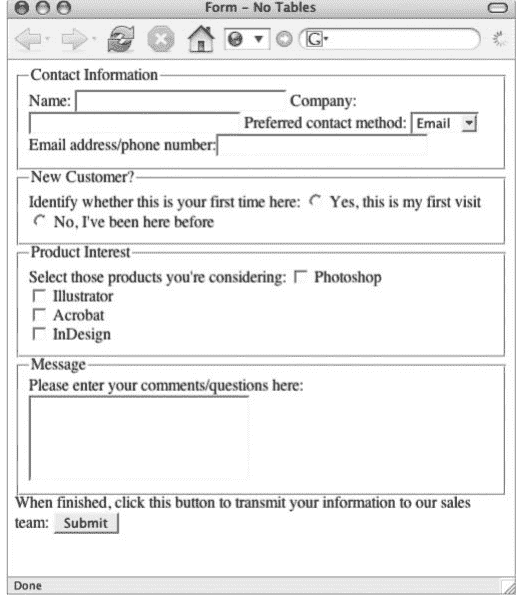 Form – No Tables
G
Contact Information
Name: Company:
Preferred contact method: Email
Email address/phone number:
New Customer?
Identify whether this is your first time here: Yes, this is my first visit
No, I've been here before
Product Interest
Select those products you're considering: Photoshop
Illustrator
Acrobat
InDesign
Message
Please enter your comments/questions here:
When finished, click this button to transmit your information to our sales
team: Submit
Done